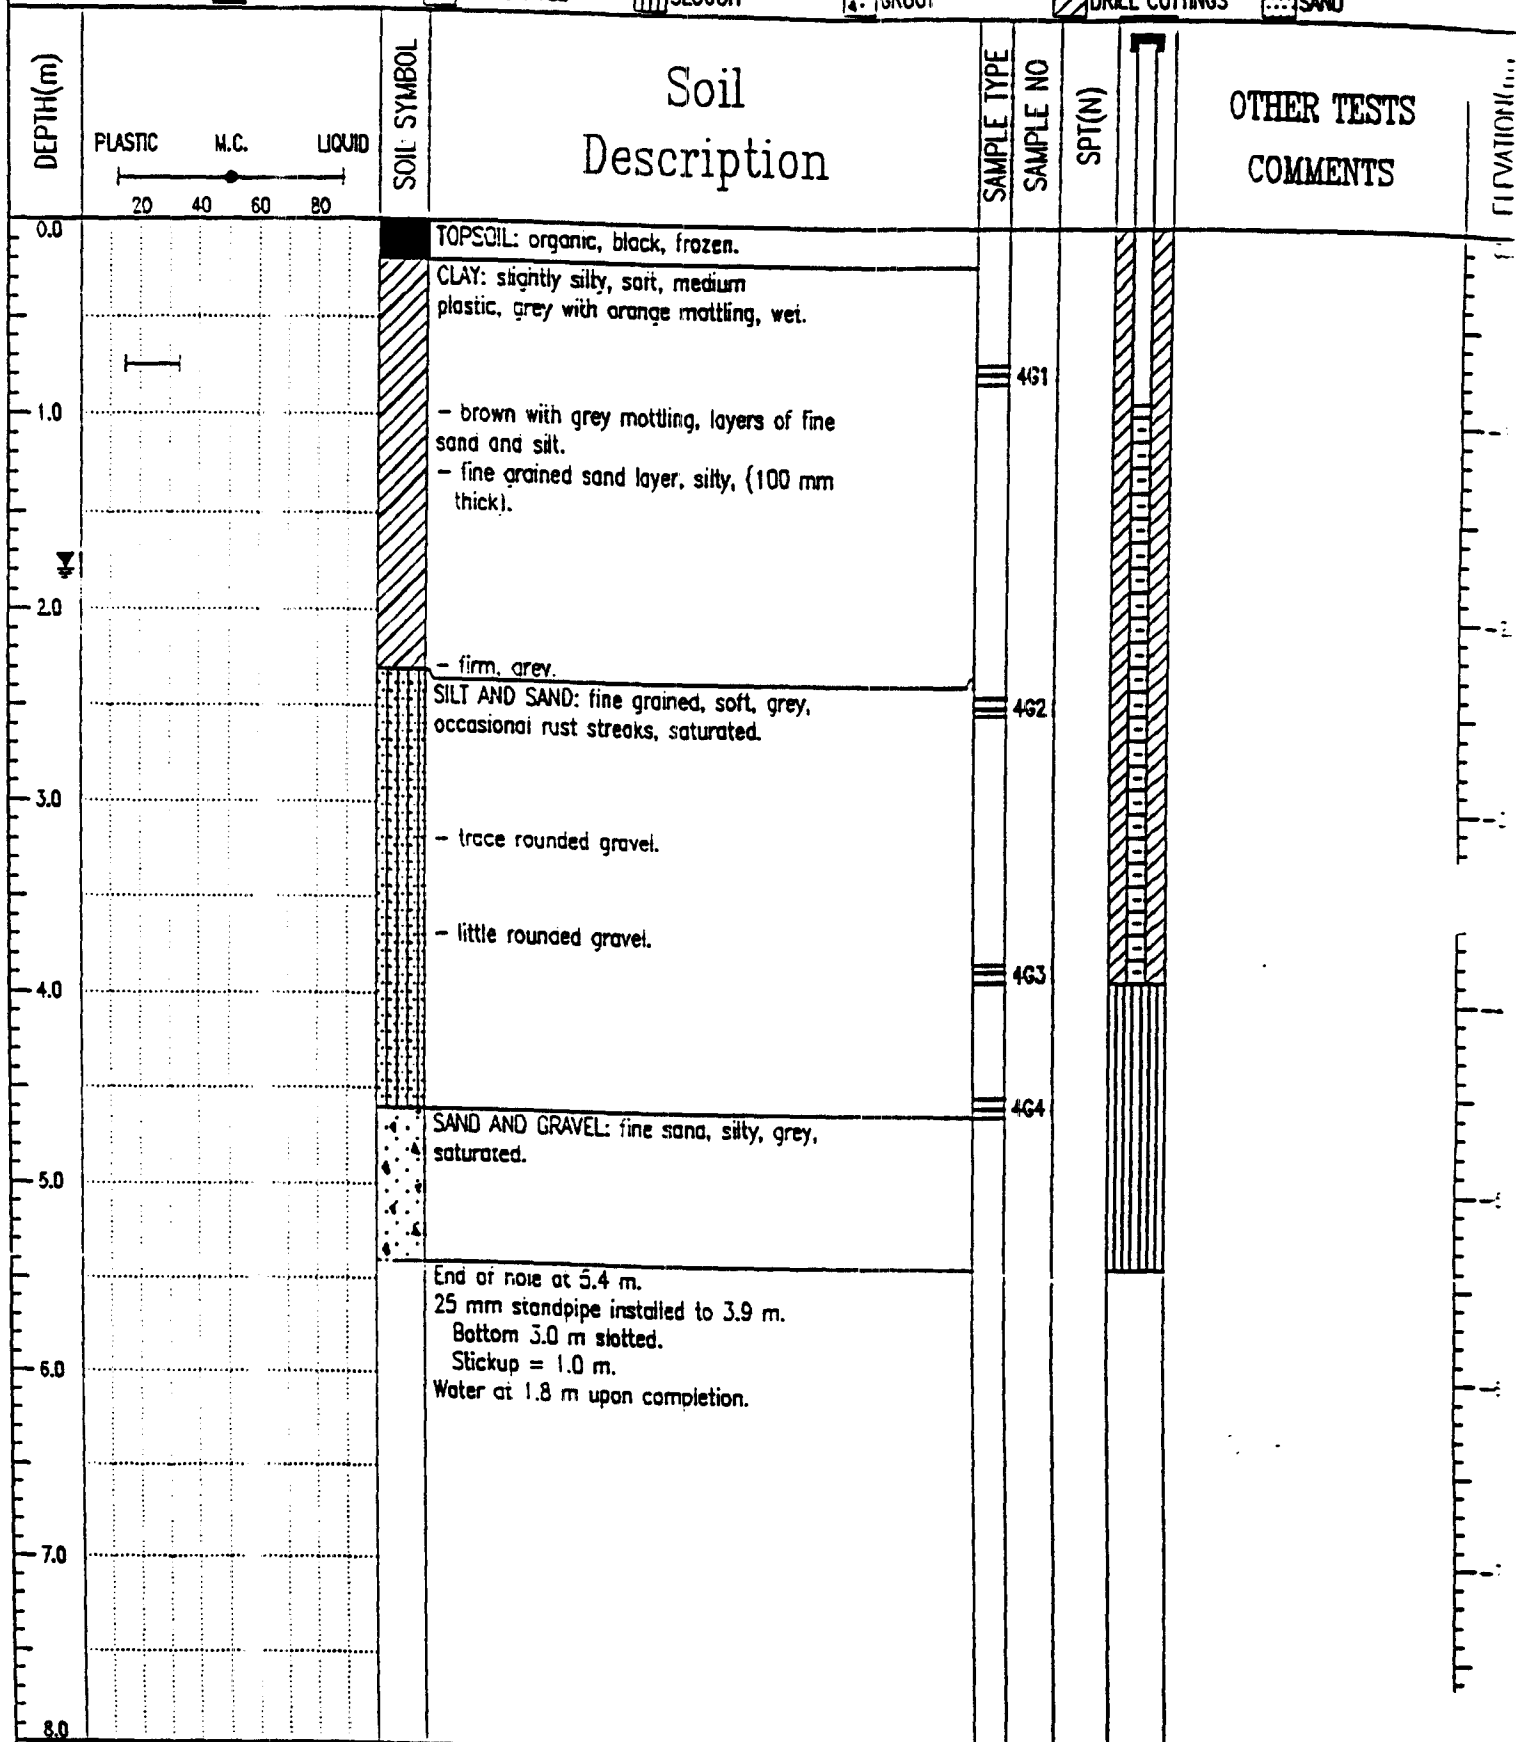 SLOUGH GROUT DRILL CUTTINGS SAND
DEPTH(m)
PLASTIC M.C. LIQUID
20 40 60 80
SOIL SYMBOL
Soil
Description
SAMPLE TYPE
SAMPLE NO
SPT(N)
OTHER TESTS
COMMENTS
0.0
TOPSOIL: organic, black, frozen.
CLAY: slightly silty, soft, medium
plastic, grey with orange mottling, wet.
4G1
1.0
- brown with grey mottling, layers of fine
sand and silt.
- fine grained sand layer, silty, (100 mm
thick).
2.0
- firm, grey.
SILT AND SAND: fine grained, soft, grey,
occasional rust streaks, saturated.
4G2
3.0
- trace rounded gravel.
- little rounded gravel.
4G3
4.0
4G4
SAND AND GRAVEL: fine sand, silty, grey,
saturated.
5.0
End of hole at 5.4 m.
25 mm standpipe installed to 3.9 m.
Bottom 3.0 m slotted.
Stickup = 1.0 m.
6.0
Water at 1.8 m upon completion.
7.0
8.0